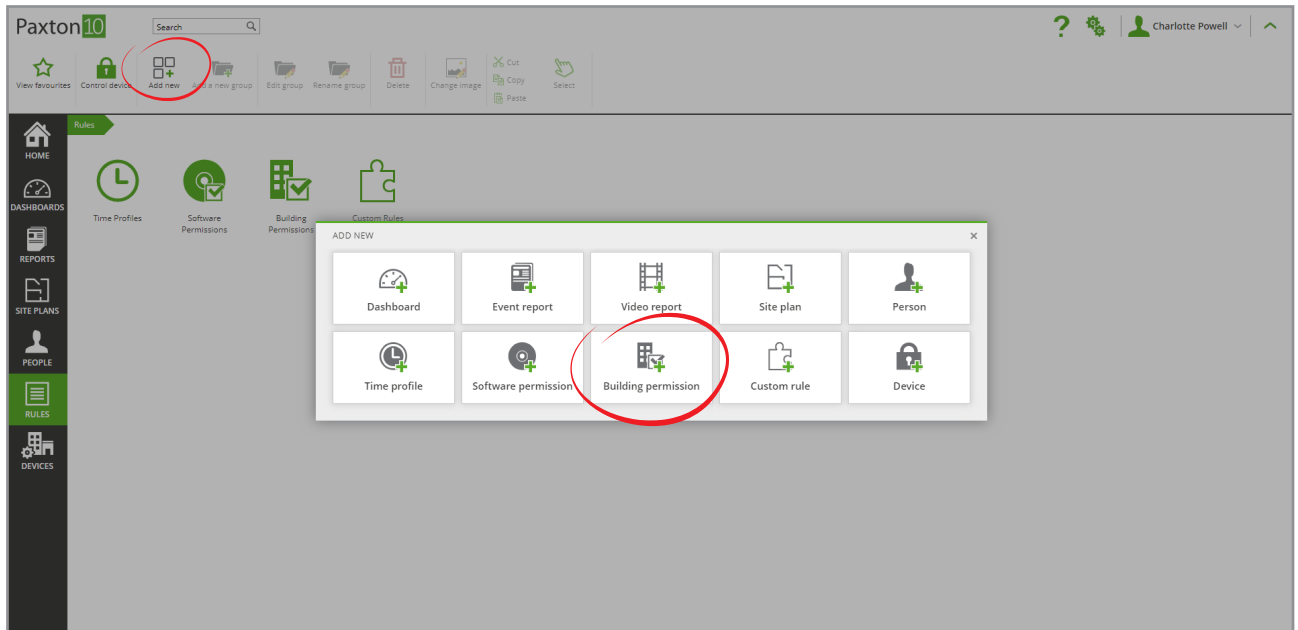 Paxton10
Search
Charlotte Powell
View favourites
Control device
Add new
Add a new group
Edit group
Rename group
Delete
Change image
Cut
Copy
Paste
Select
HOME
DASHBOARDS
REPORTS
SITE PLANS
PEOPLE
RULES
DEVICES
Rules
Time Profiles
Software
Permissions
Building
Permissions
Custom Rules
ADD NEW
×
Dashboard
Event report
Video report
Site plan
Person
Time profile
Software permission
Building permission
Custom rule
Device